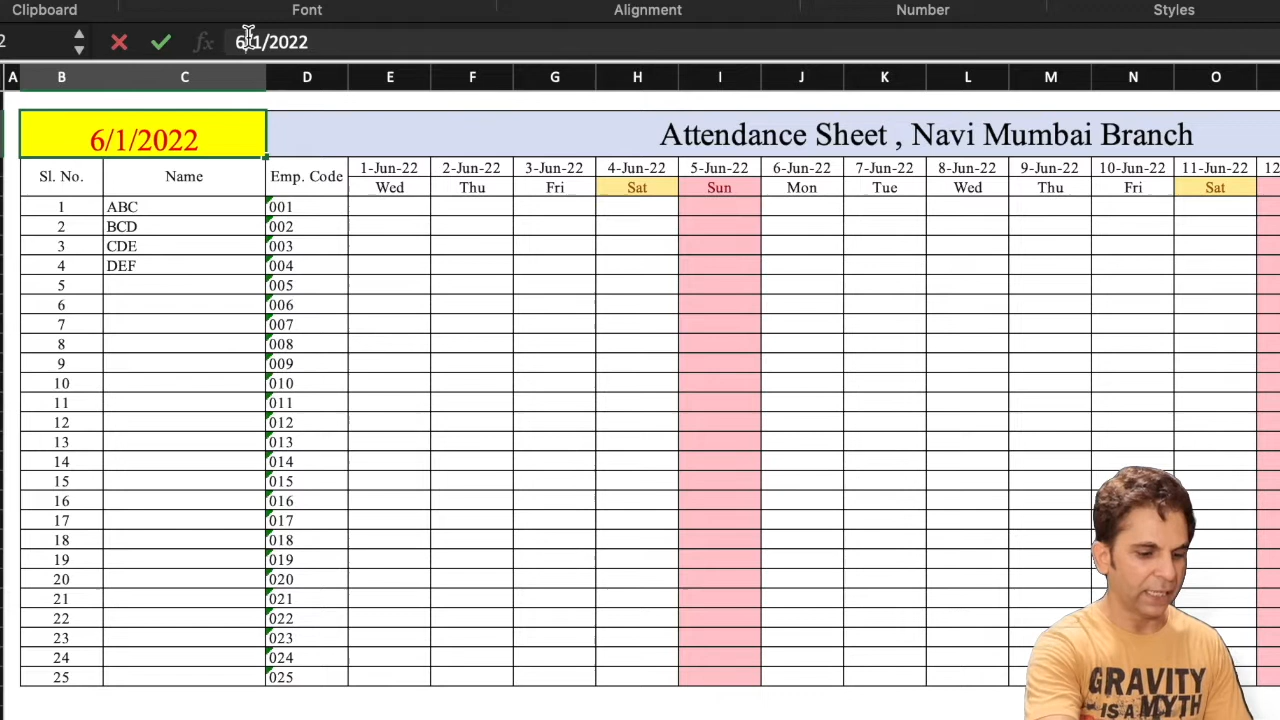 Clipboard Font Alignment Number Styles
2 fx 6/1/2022
A B C D E F G H I J K L M N O
6/1/2022 Attendance Sheet , Navi Mumbai Branch
Sl. No. Name Emp. Code 1-Jun-22 2-Jun-22 3-Jun-22 4-Jun-22 5-Jun-22 6-Jun-22 7-Jun-22 8-Jun-22 9-Jun-22 10-Jun-22 11-Jun-22 12
Wed Thu Fri Sat Sun Mon Tue Wed Thu Fri Sat
1 ABC 001
2 BCD 002
3 CDE 003
4 DEF 004
5 005
6 006
7 007
8 008
9 009
10 010
11 011
12 012
13 013
14 014
15 015
16 016
17 017
18 018
19 019
20 020
21 021
22 022
23 023
24 024
25 025
GRAVITY
IS A MYTH